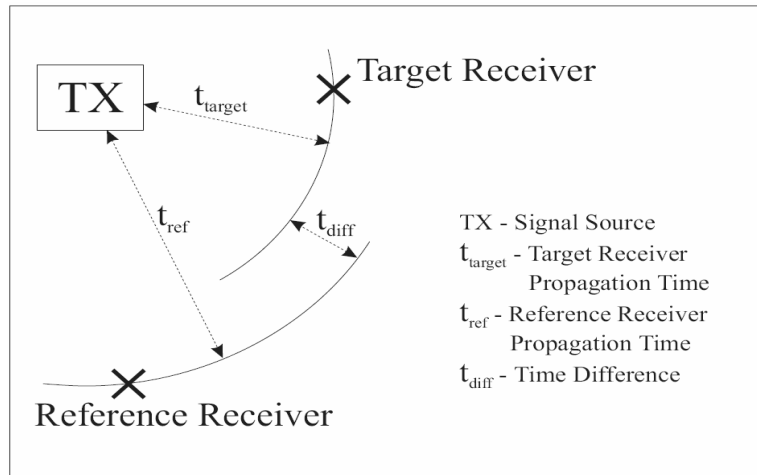 TX
t_target
Target Receiver
t_ref
t_diff
Reference Receiver
TX - Signal Source
t_target - Target Receiver
Propagation Time
t_ref - Reference Receiver
Propagation Time
t_diff - Time Difference